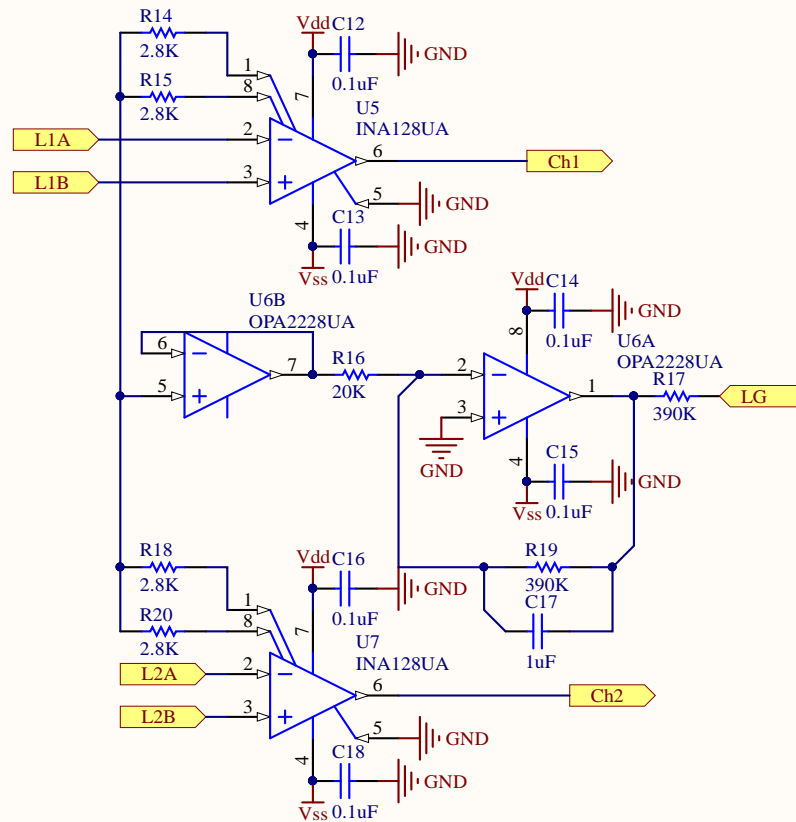 R14
2.8K
R15
2.8K
1
8
L1A
2
L1B
3
Vdd
C12
GND
0.1uF
7
U5
INA128UA
6
Ch1
5
GND
4
C13
GND
0.1uF
Vss
U6B
OPA2228UA
6
5
7
R16
20K
Vdd
C14
GND
0.1uF
8
U6A
OPA2228UA
2
3
GND
1
R17
390K
LG
4
C15
GND
0.1uF
Vss
R19
390K
C17
1uF
R18
2.8K
R20
2.8K
1
8
L2A
2
L2B
3
Vdd
C16
GND
0.1uF
7
U7
INA128UA
6
Ch2
5
GND
4
C18
GND
0.1uF
Vss